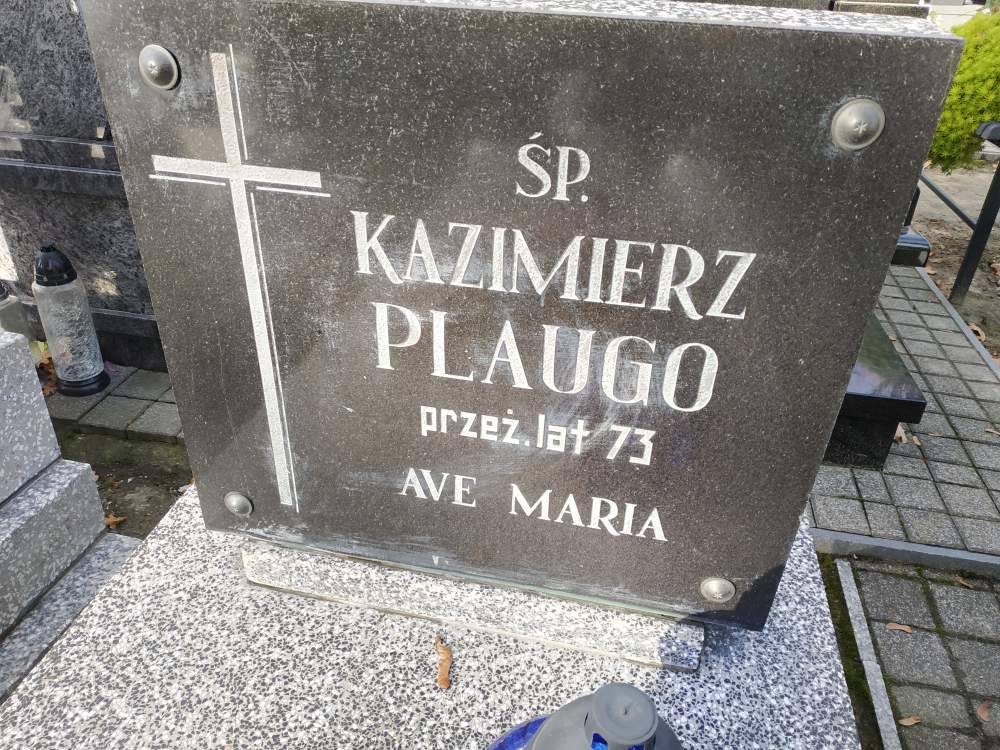 ŚP.
KAZIMIERZ
PLAUGO
przeż. lat 73
AVE MARIA